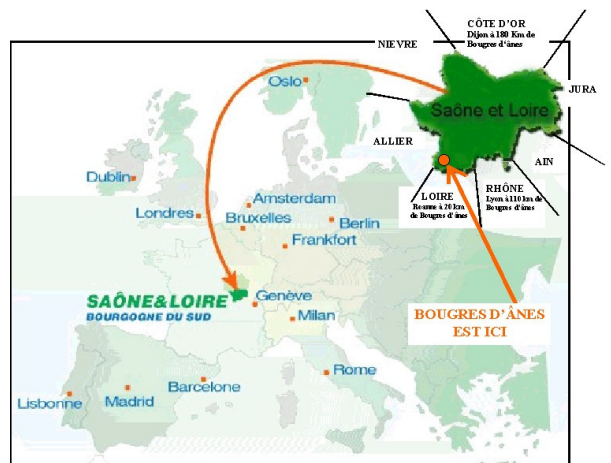 CÔTE D'OR
Dijon à 180 Km de
Bougres d'ânes
NIEVRE
JURA
Saône et Loire
ALLIER
AIN
LOIRE
Roanne à 20 km
de Bougres d'ânes
RHÔNE
Lyon à 110 km de
Bougres d'ânes
Oslo
Dublin
Londres
Amsterdam
Bruxelles
Berlin
Frankfort
SAÔNE&LOIRE
BOURGOGNE DU SUD
Genève
Milan
BOUGRES D'ÂNES
EST ICI
Rome
Barcelone
Madrid
Lisbonne